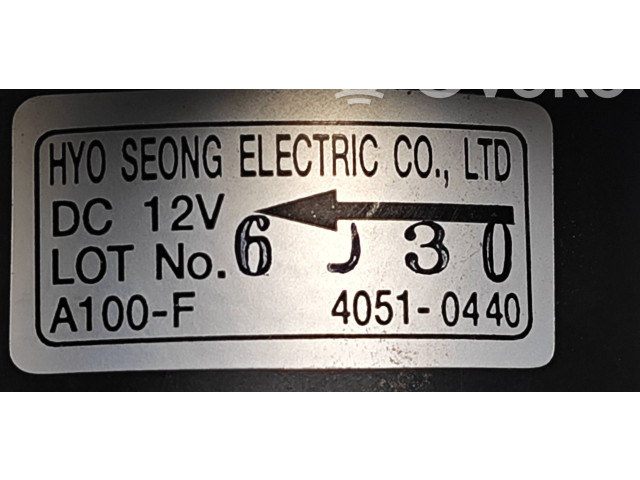 HYO SEONG ELECTRIC CO., LTD
DC 12V
LOT No. 6 J 3 0
A100-F 4051-0440